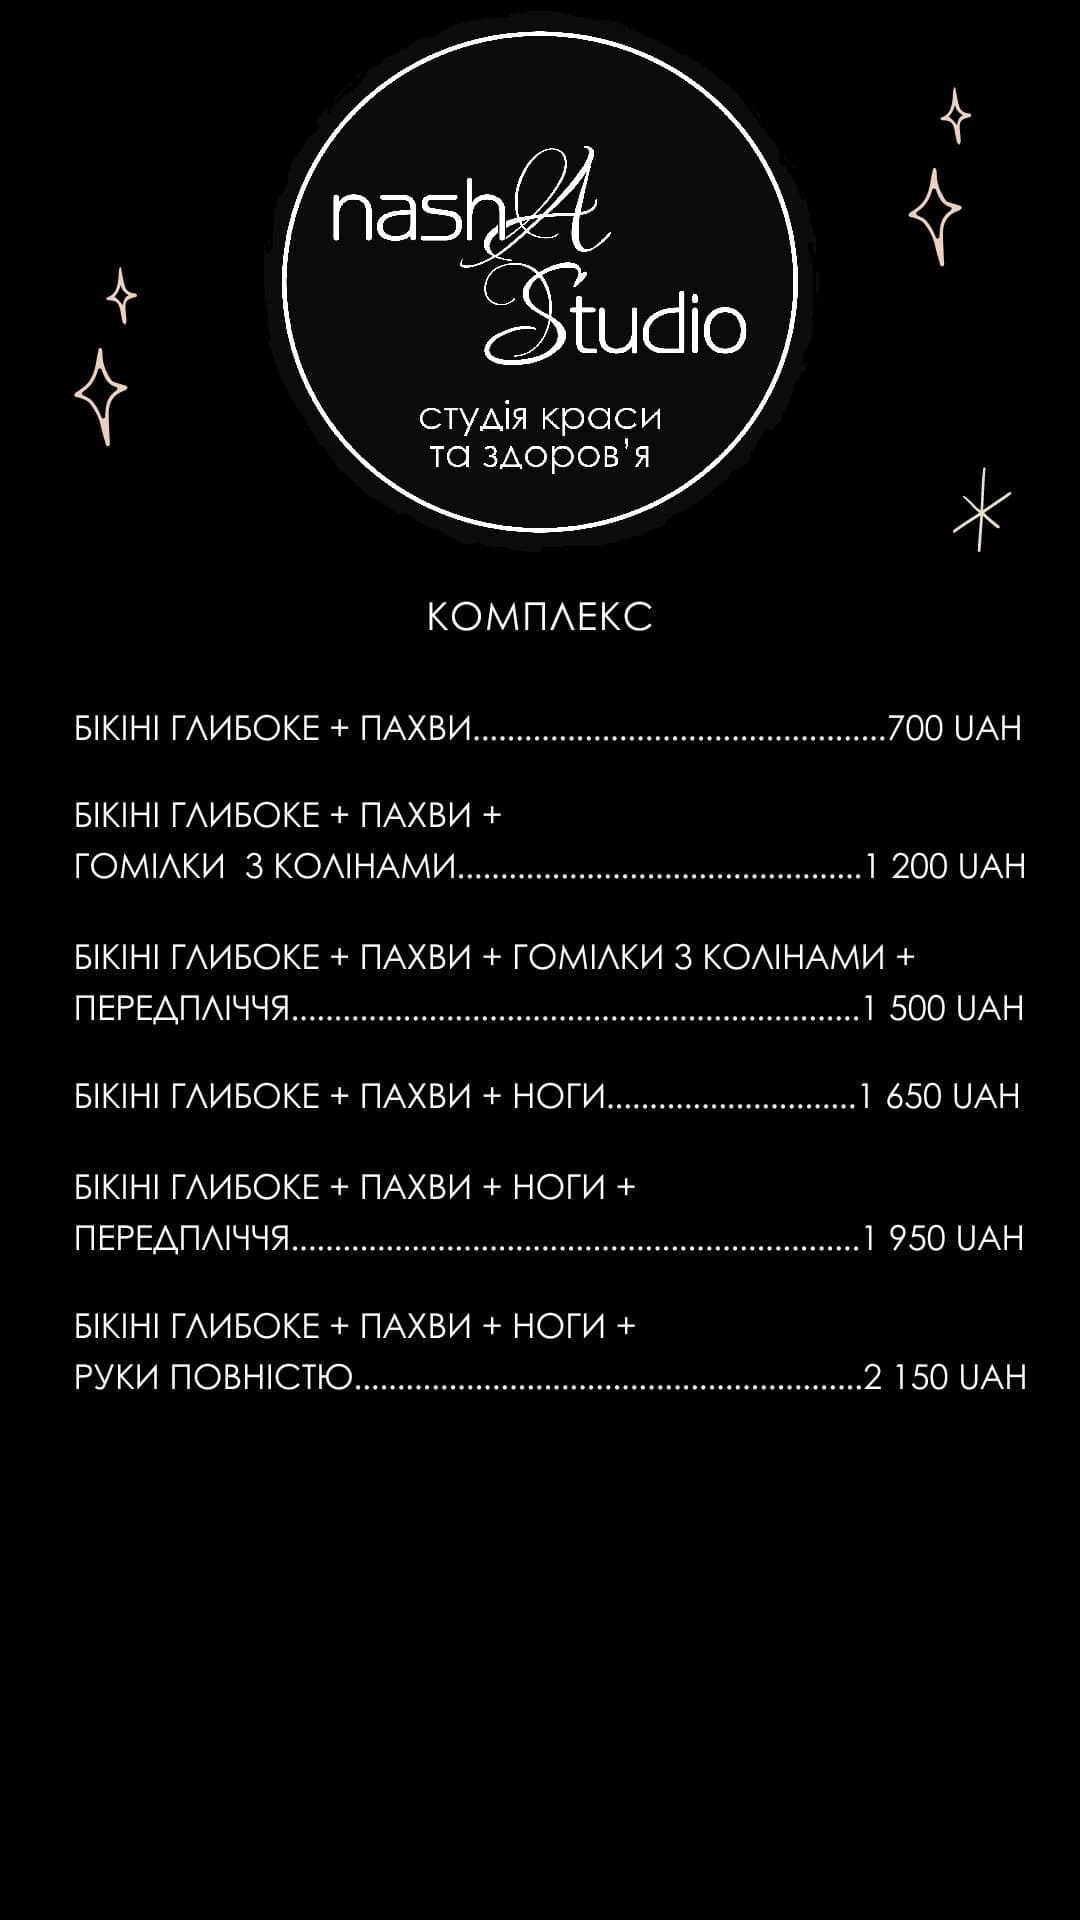 nashA
Studio
студія краси
та здоров’я
КОМПЛЕКС
БІКІНІ ГЛИБОКЕ + ПАХВИ................................................700 UAH
БІКІНІ ГЛИБОКЕ + ПАХВИ +
ГОМІЛКИ  З КОЛІНАМИ...............................................1 200 UAH
БІКІНІ ГЛИБОКЕ + ПАХВИ + ГОМІЛКИ З КОЛІНАМИ +
ПЕРЕДПЛІЧЧЯ..................................................................1 500 UAH
БІКІНІ ГЛИБОКЕ + ПАХВИ + НОГИ.............................1 650 UAH
БІКІНІ ГЛИБОКЕ + ПАХВИ + НОГИ +
ПЕРЕДПЛІЧЧЯ..................................................................1 950 UAH
БІКІНІ ГЛИБОКЕ + ПАХВИ + НОГИ +
РУКИ ПОВНІСТЮ...........................................................2 150 UAH